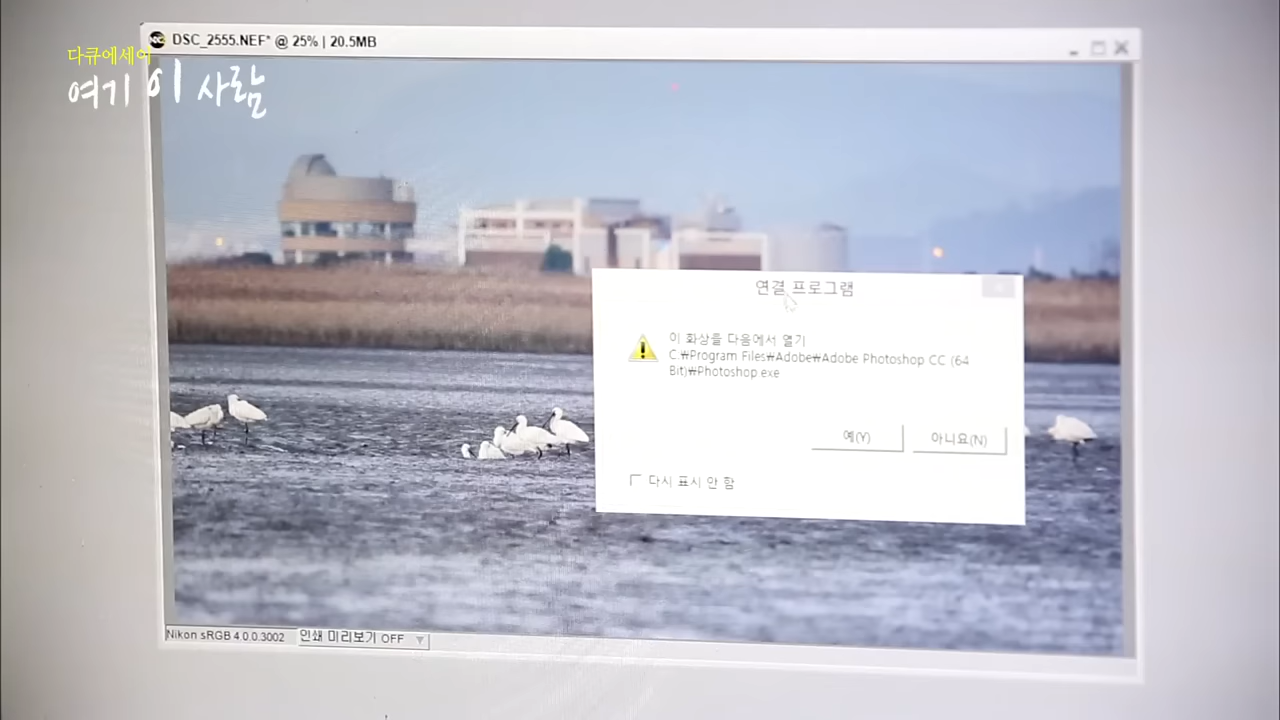 DSC_2555.NEF* @ 25% | 20.5MB
다큐에세이
여기 이 사람
연결 프로그램
이 화상을 다음에서 열기
C:₩Program Files₩Adobe₩Adobe Photoshop CC (64
Bit)₩Photoshop.exe
예(Y)
아니요(N)
다시 표시 안 함
Nikon sRGB 4.0.0.3002
인쇄 미리보기 OFF